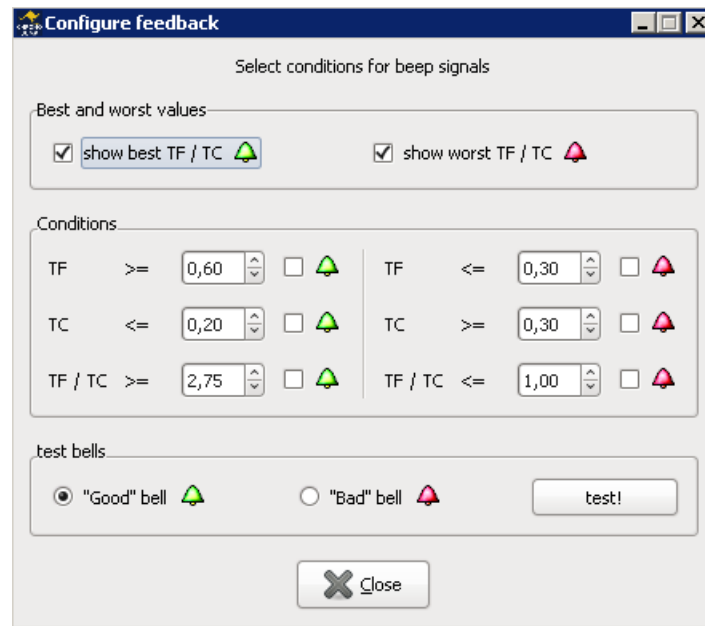 Configure feedback
Select conditions for beep signals
Best and worst values
show best TF / TC show worst TF / TC
Conditions
TF >= 0,60 TF <= 0,30
TC <= 0,20 TC >= 0,30
TF / TC >= 2,75 TF / TC <= 1,00
test bells
"Good" bell "Bad" bell test!
Close